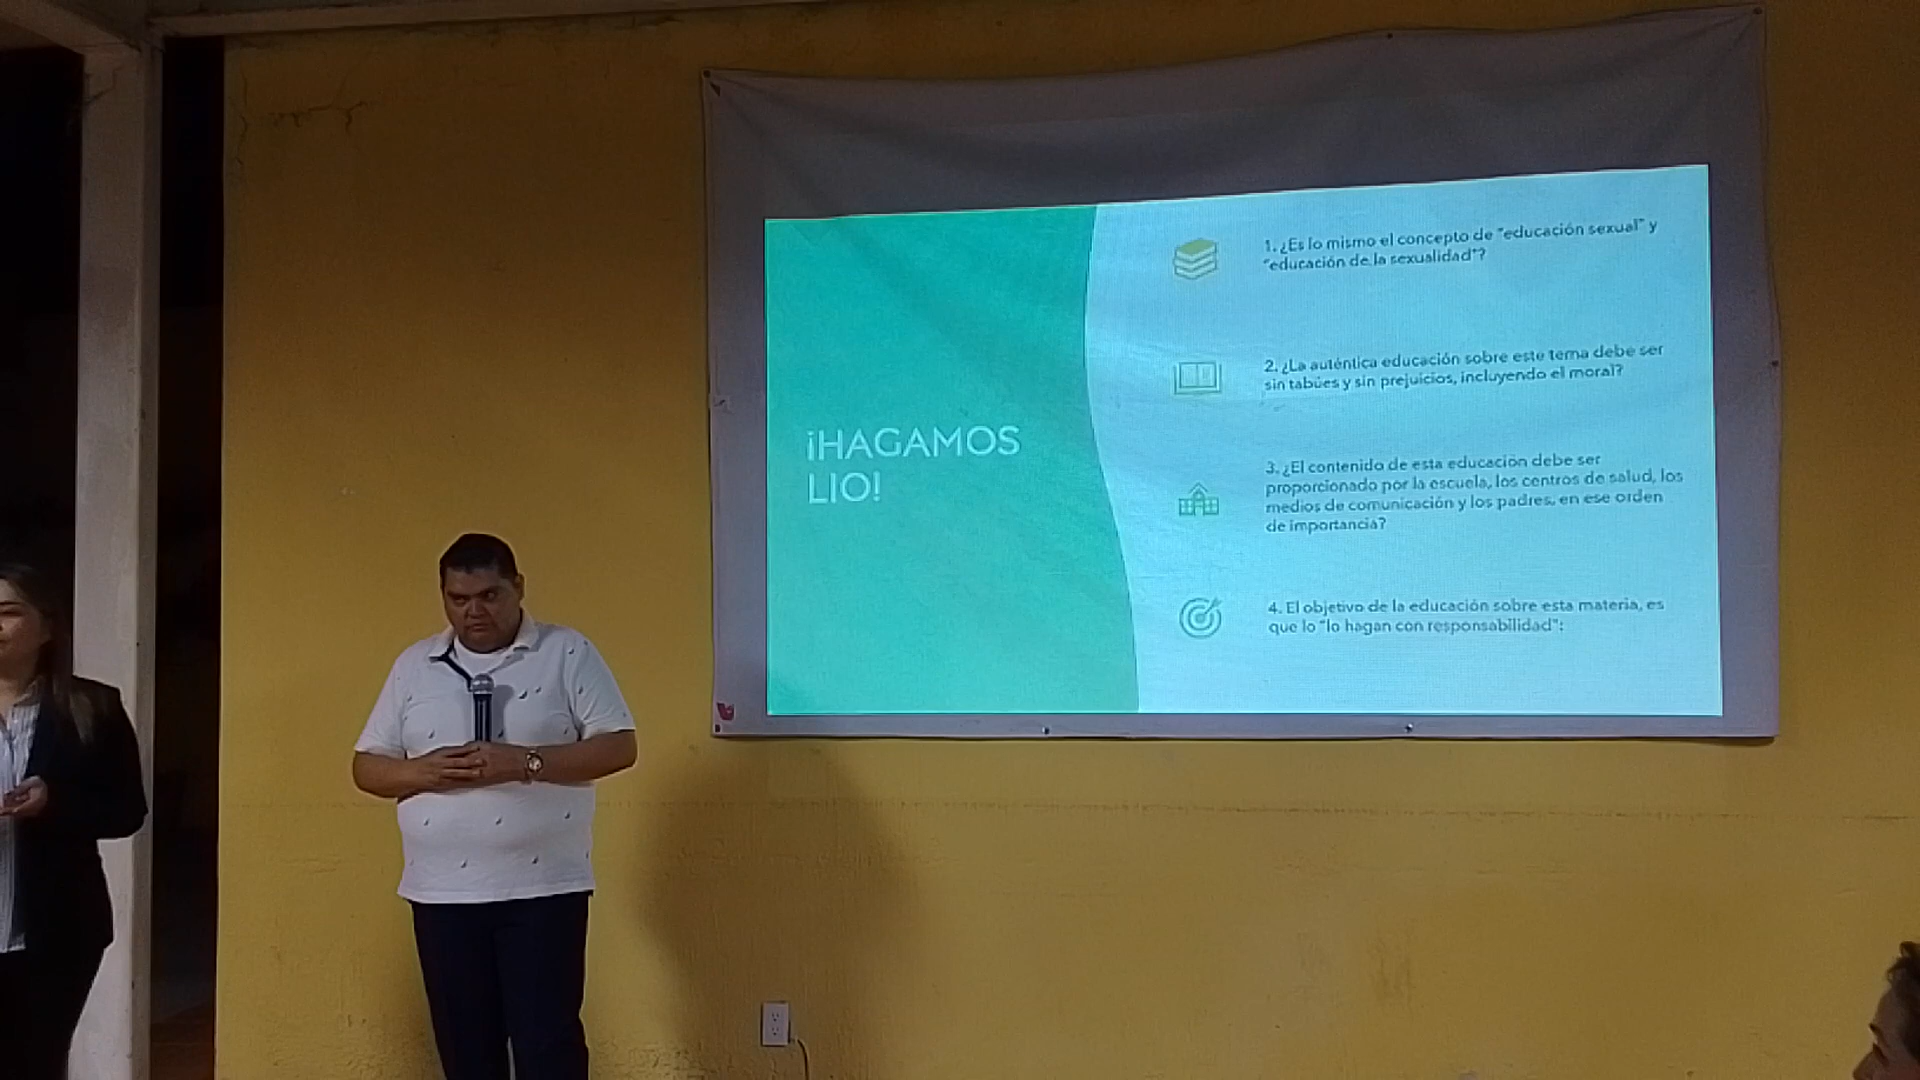 ¡HAGAMOS
LIO!
1. ¿Es lo mismo el concepto de "educación sexual" y
"educación de la sexualidad"?
2. ¿La auténtica educación sobre este tema debe ser
sin tabúes y sin prejuicios, incluyendo el moral?
3. ¿El contenido de esta educación debe ser
proporcionado por la escuela, los centros de salud, los
medios de comunicación y los padres, en ese orden
de importancia?
4. El objetivo de la educación sobre esta materia, es
que lo "lo hagan con responsabilidad":